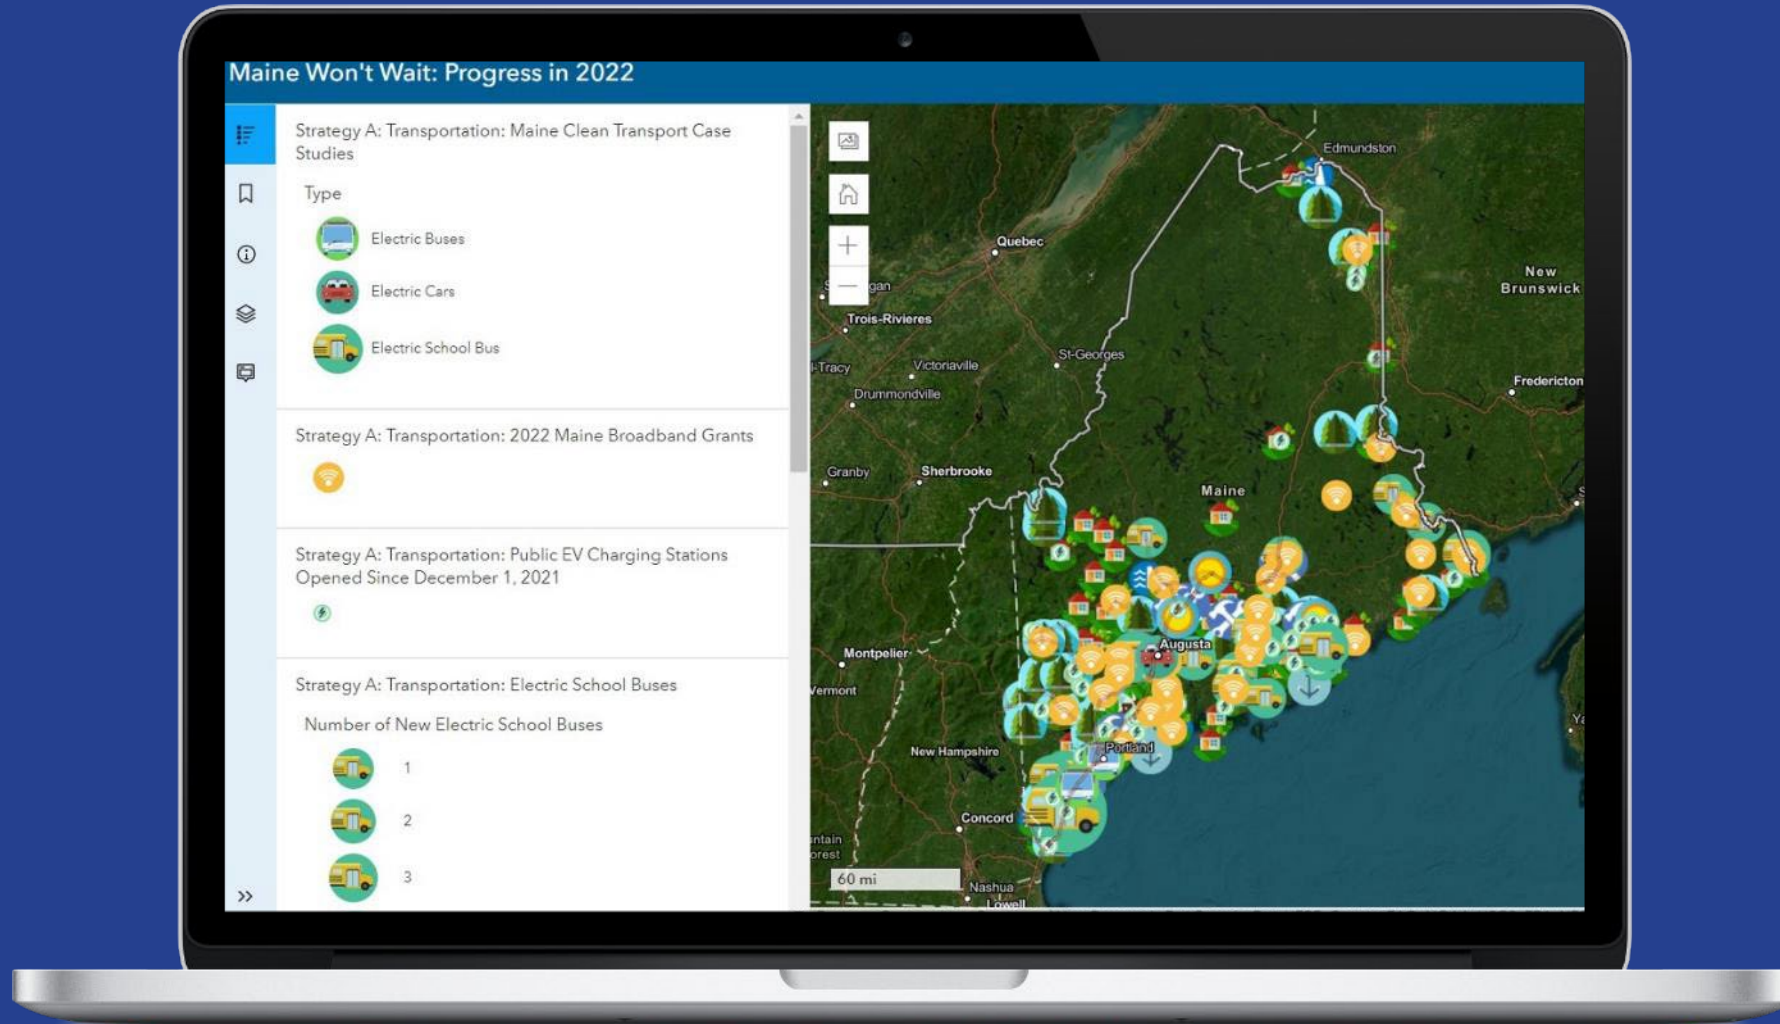 Maine Won't Wait: Progress in 2022
Strategy A: Transportation: Maine Clean Transport Case
Studies
Type
Electric Buses
Electric Cars
Electric School Bus
Strategy A: Transportation: 2022 Maine Broadband Grants
Strategy A: Transportation: Public EV Charging Stations
Opened Since December 1, 2021
Strategy A: Transportation: Electric School Buses
Number of New Electric School Buses
1
2
3
Edmundston
Quebec
New
Brunswick
Trois-Rivieres
St-Georges
Victoriaville
Fredericton
Drummondville
Granby
Sherbrooke
Maine
Augusta
Montpelier
Vermont
New Hampshire
Portland
Concord
60 mi
Nashua
Lowell